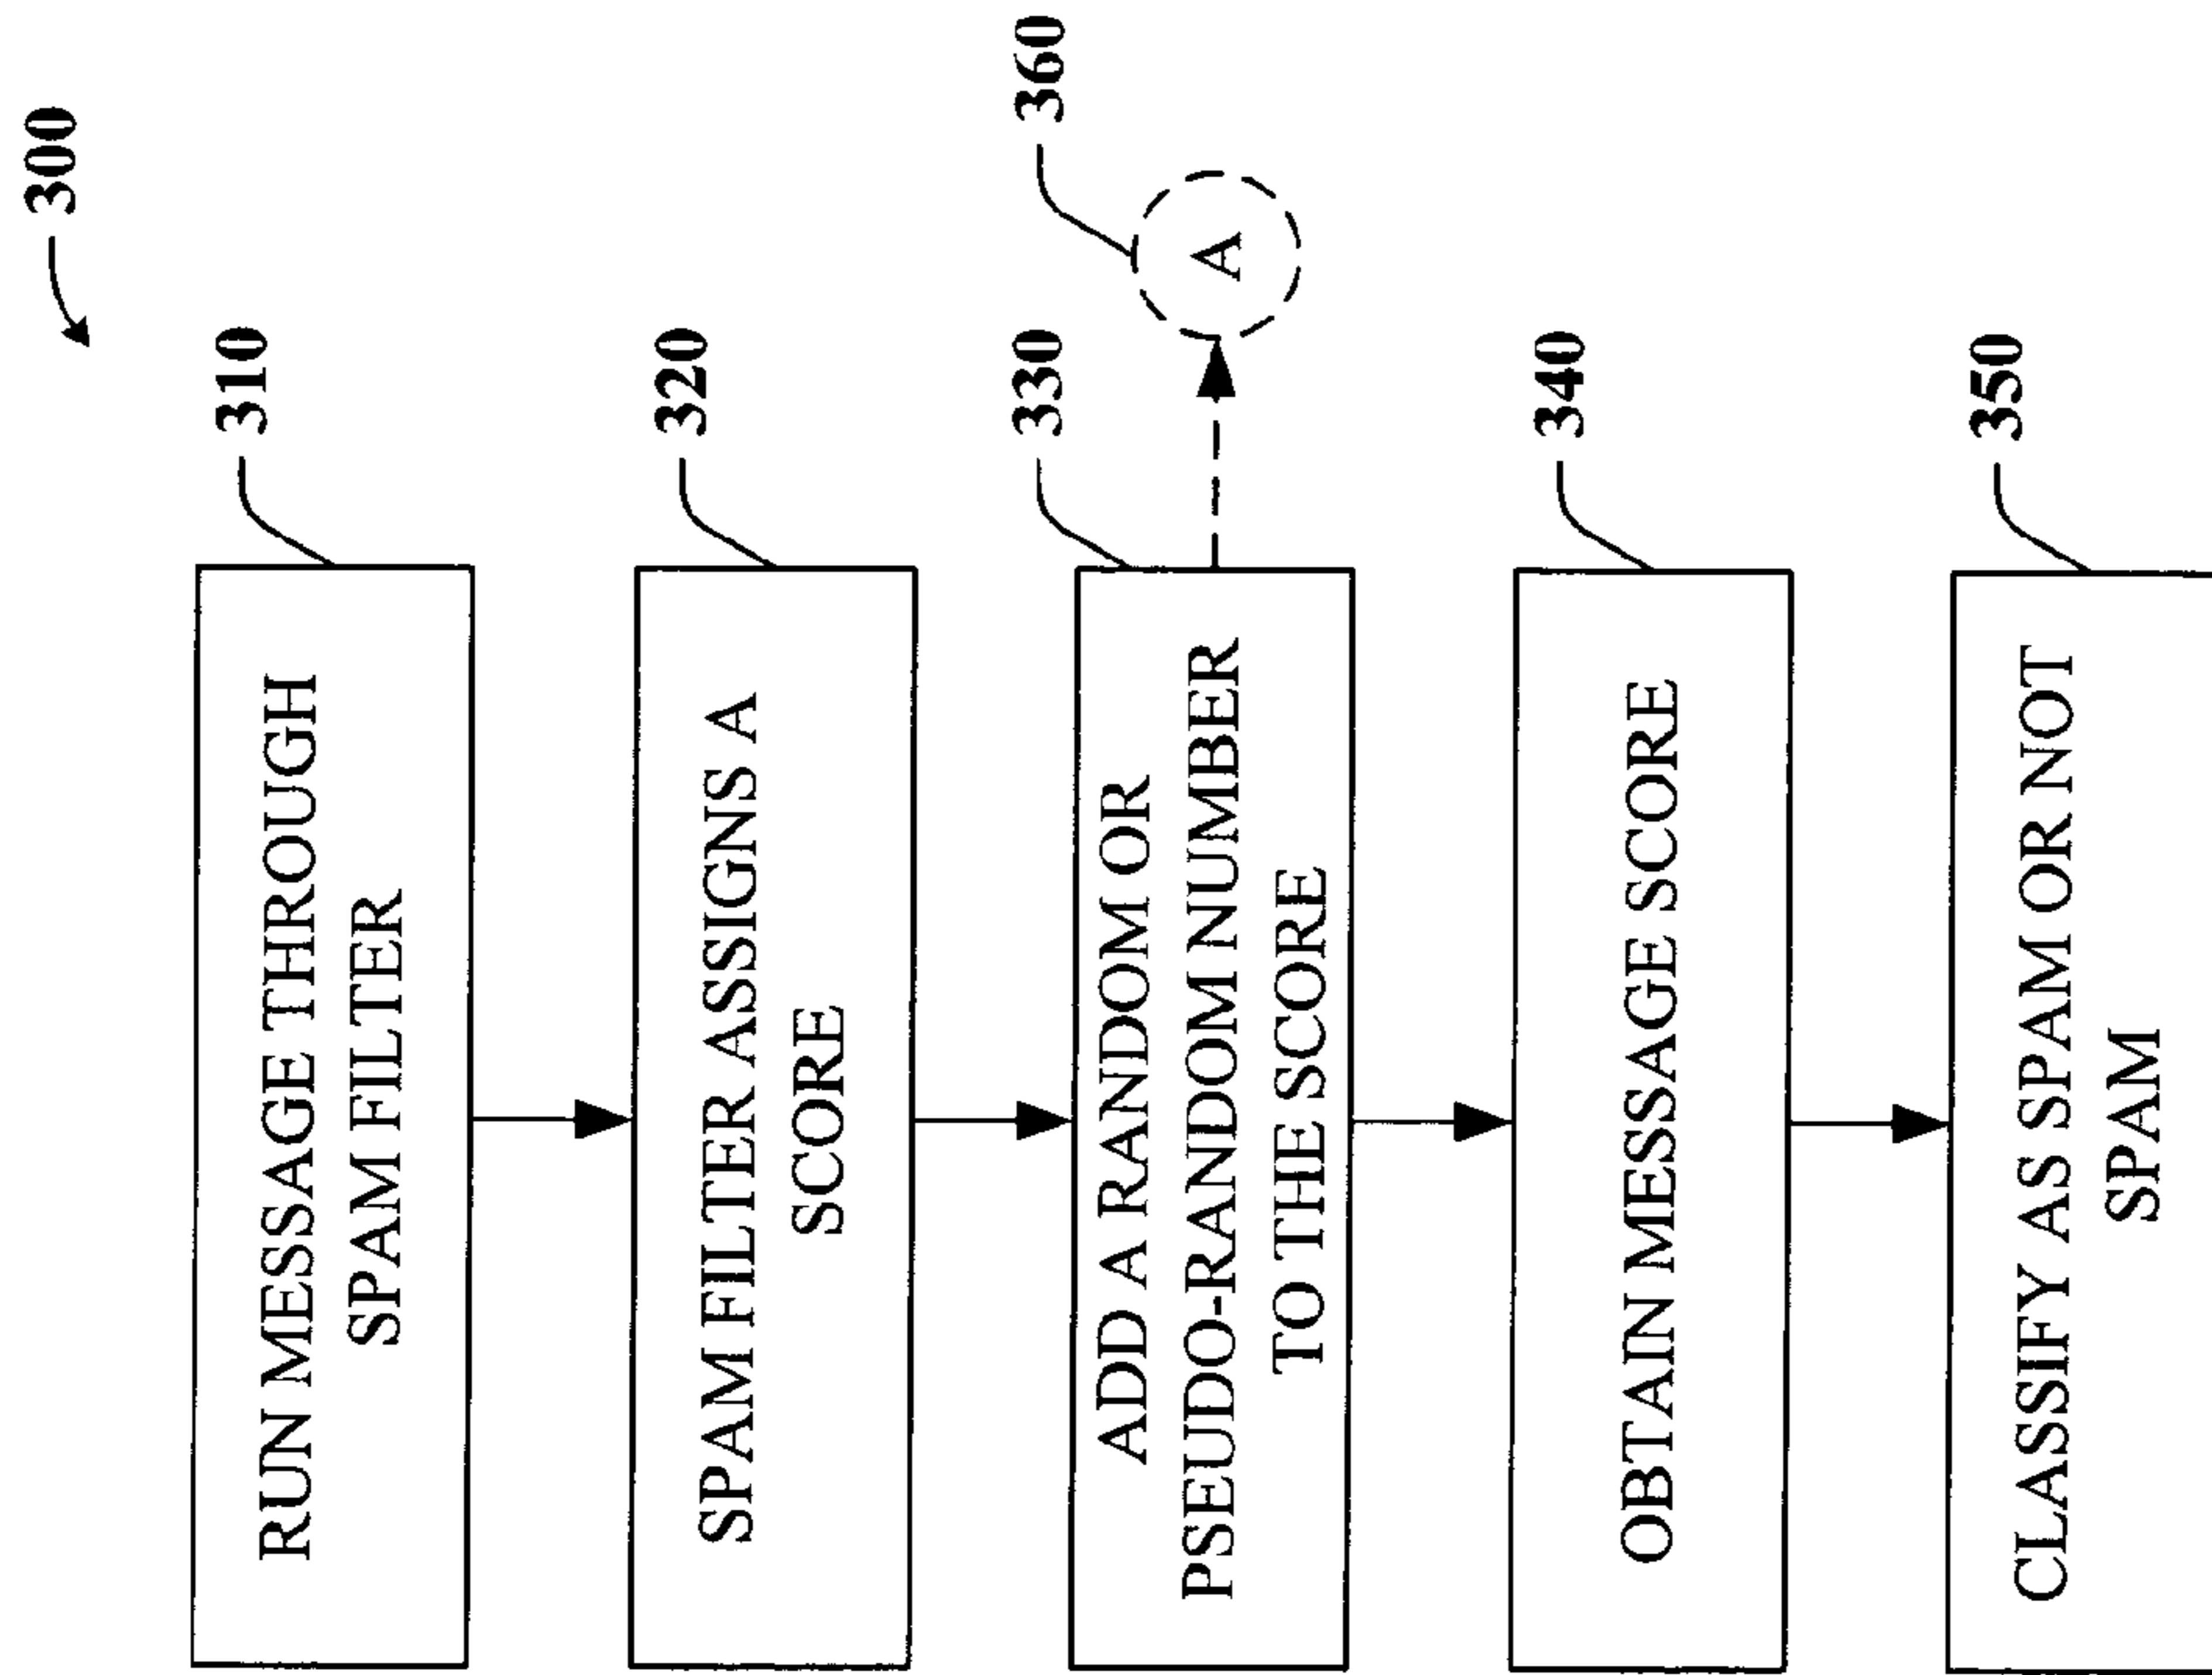 300
310
RUN MESSAGE THROUGH
SPAM FILTER
320
SPAM FILTER ASSIGNS A
SCORE
330
ADD A RANDOM OR
PSEUDO-RANDOM NUMBER
TO THE SCORE
360
A
340
OBTAIN MESSAGE SCORE
350
CLASSIFY AS SPAM OR NOT
SPAM